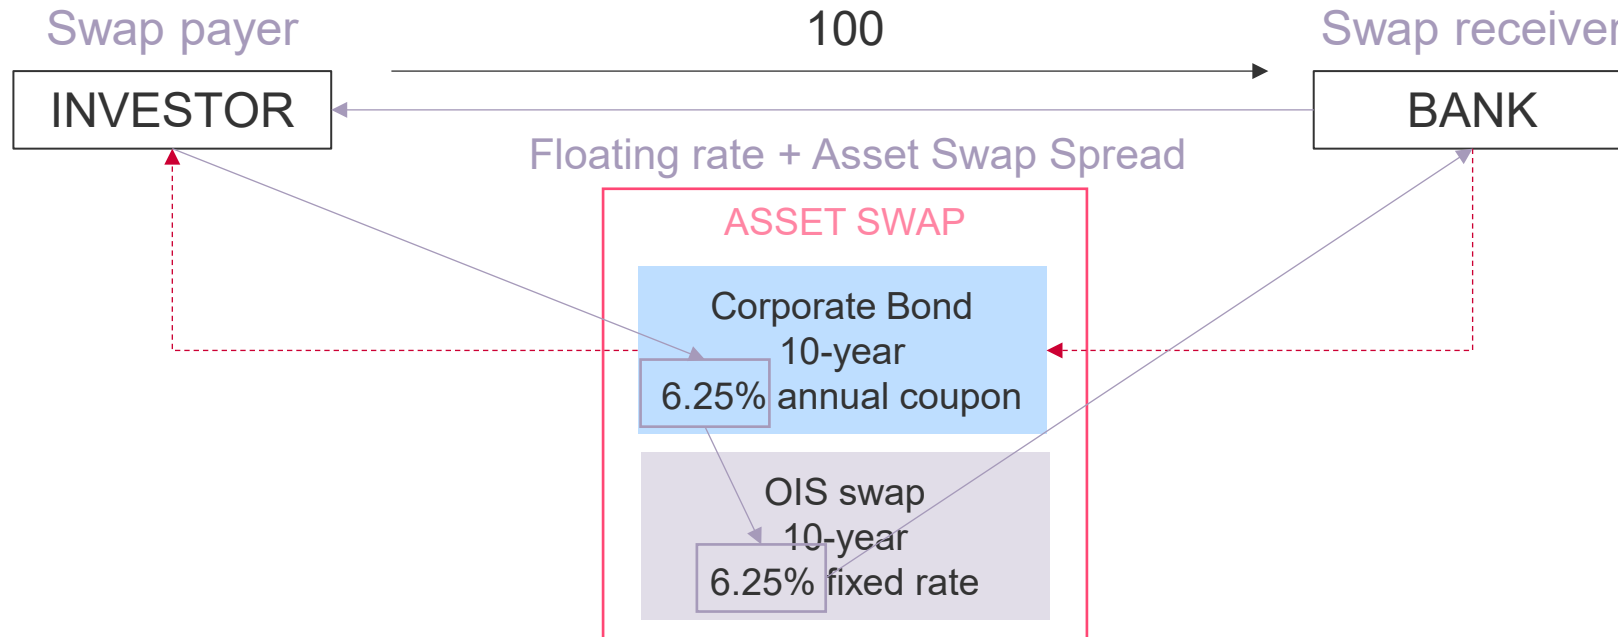 Swap payer
100
Swap receiver
INVESTOR
BANK
Floating rate + Asset Swap Spread
ASSET SWAP
Corporate Bond
10-year
6.25% annual coupon
OIS swap
10-year
6.25% fixed rate